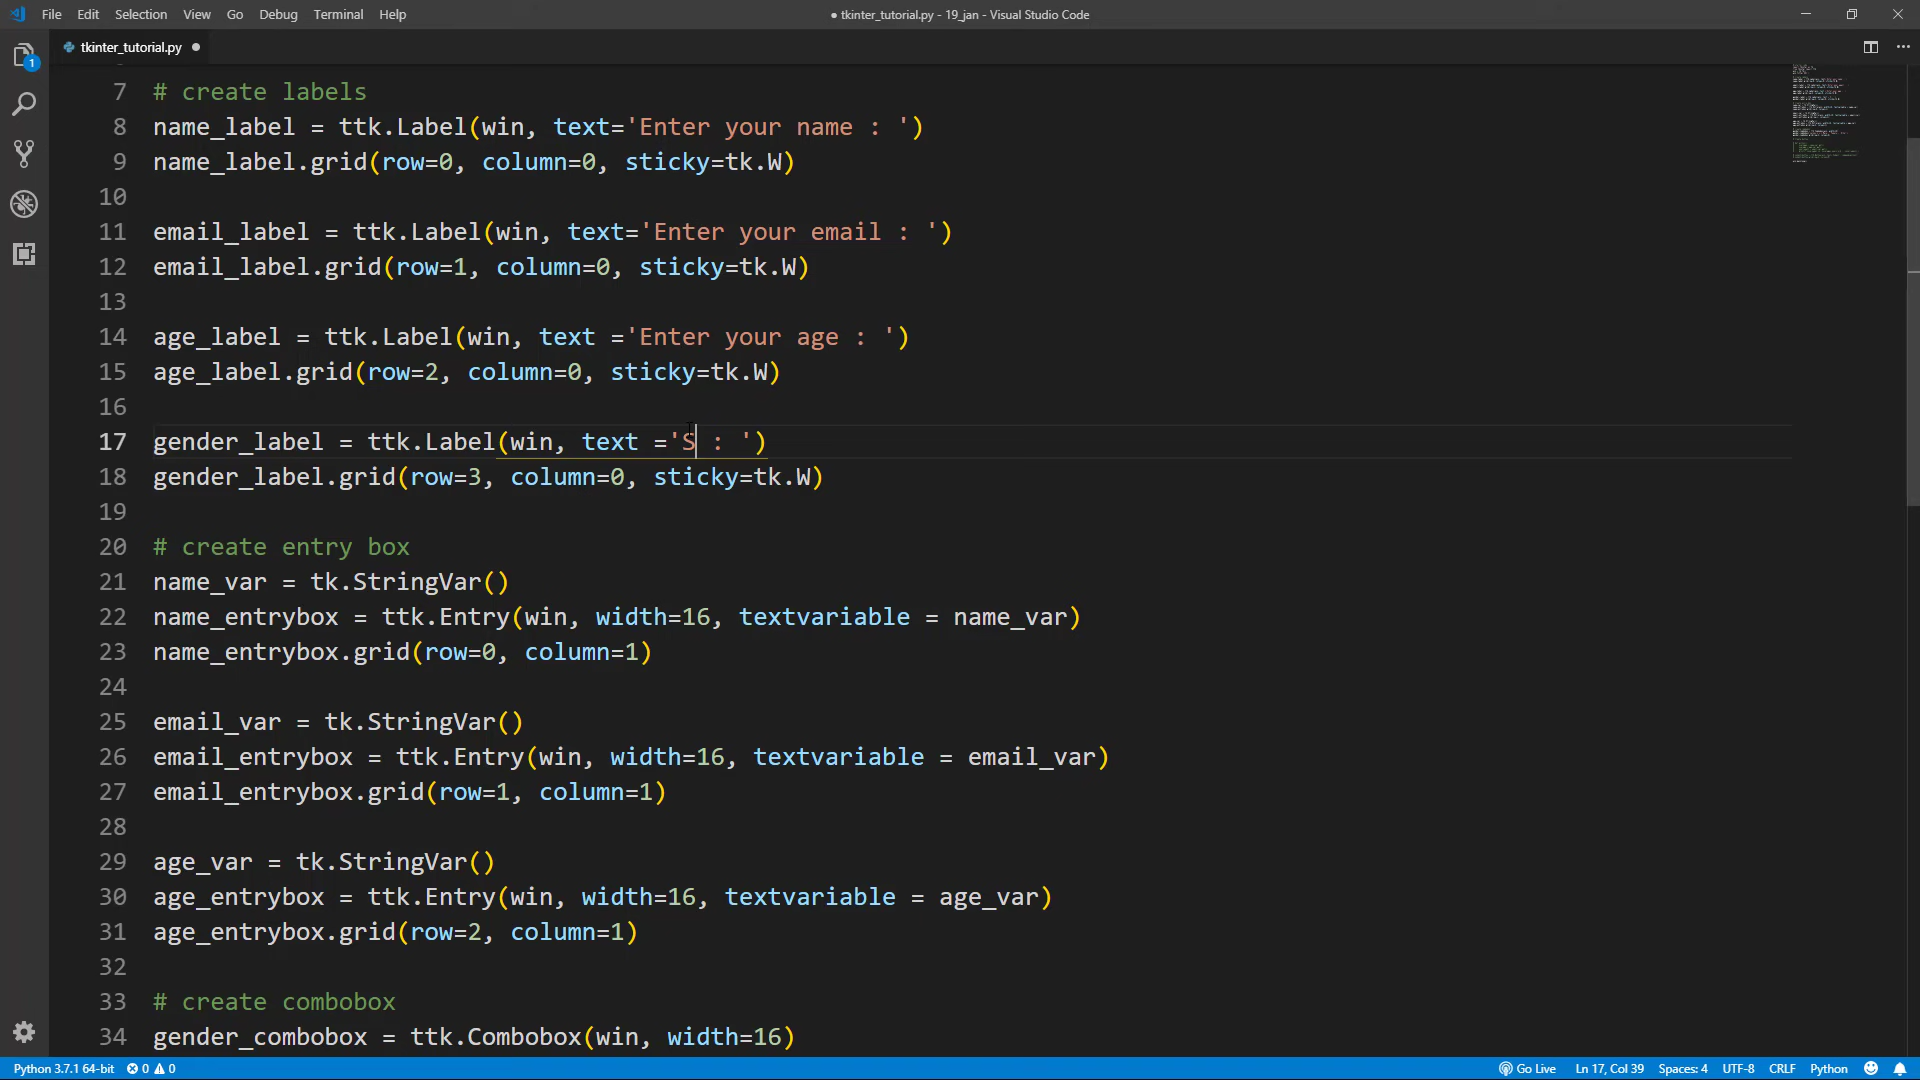 File Edit Selection View Go Debug Terminal Help
● tkinter_tutorial.py - 19_jan - Visual Studio Code
tkinter_tutorial.py ●
1
7 # create labels
8 name_label = ttk.Label(win, text='Enter your name : ')
9 name_label.grid(row=0, column=0, sticky=tk.W)
10
11 email_label = ttk.Label(win, text='Enter your email : ')
12 email_label.grid(row=1, column=0, sticky=tk.W)
13
14 age_label = ttk.Label(win, text ='Enter your age : ')
15 age_label.grid(row=2, column=0, sticky=tk.W)
16
17 gender_label = ttk.Label(win, text ='S : ')
18 gender_label.grid(row=3, column=0, sticky=tk.W)
19
20 # create entry box
21 name_var = tk.StringVar()
22 name_entrybox = ttk.Entry(win, width=16, textvariable = name_var)
23 name_entrybox.grid(row=0, column=1)
24
25 email_var = tk.StringVar()
26 email_entrybox = ttk.Entry(win, width=16, textvariable = email_var)
27 email_entrybox.grid(row=1, column=1)
28
29 age_var = tk.StringVar()
30 age_entrybox = ttk.Entry(win, width=16, textvariable = age_var)
31 age_entrybox.grid(row=2, column=1)
32
33 # create combobox
34 gender_combobox = ttk.Combobox(win, width=16)
Python 3.7.1 64-bit 0 0 Go Live Ln 17, Col 39 Spaces: 4 UTF-8 CRLF Python